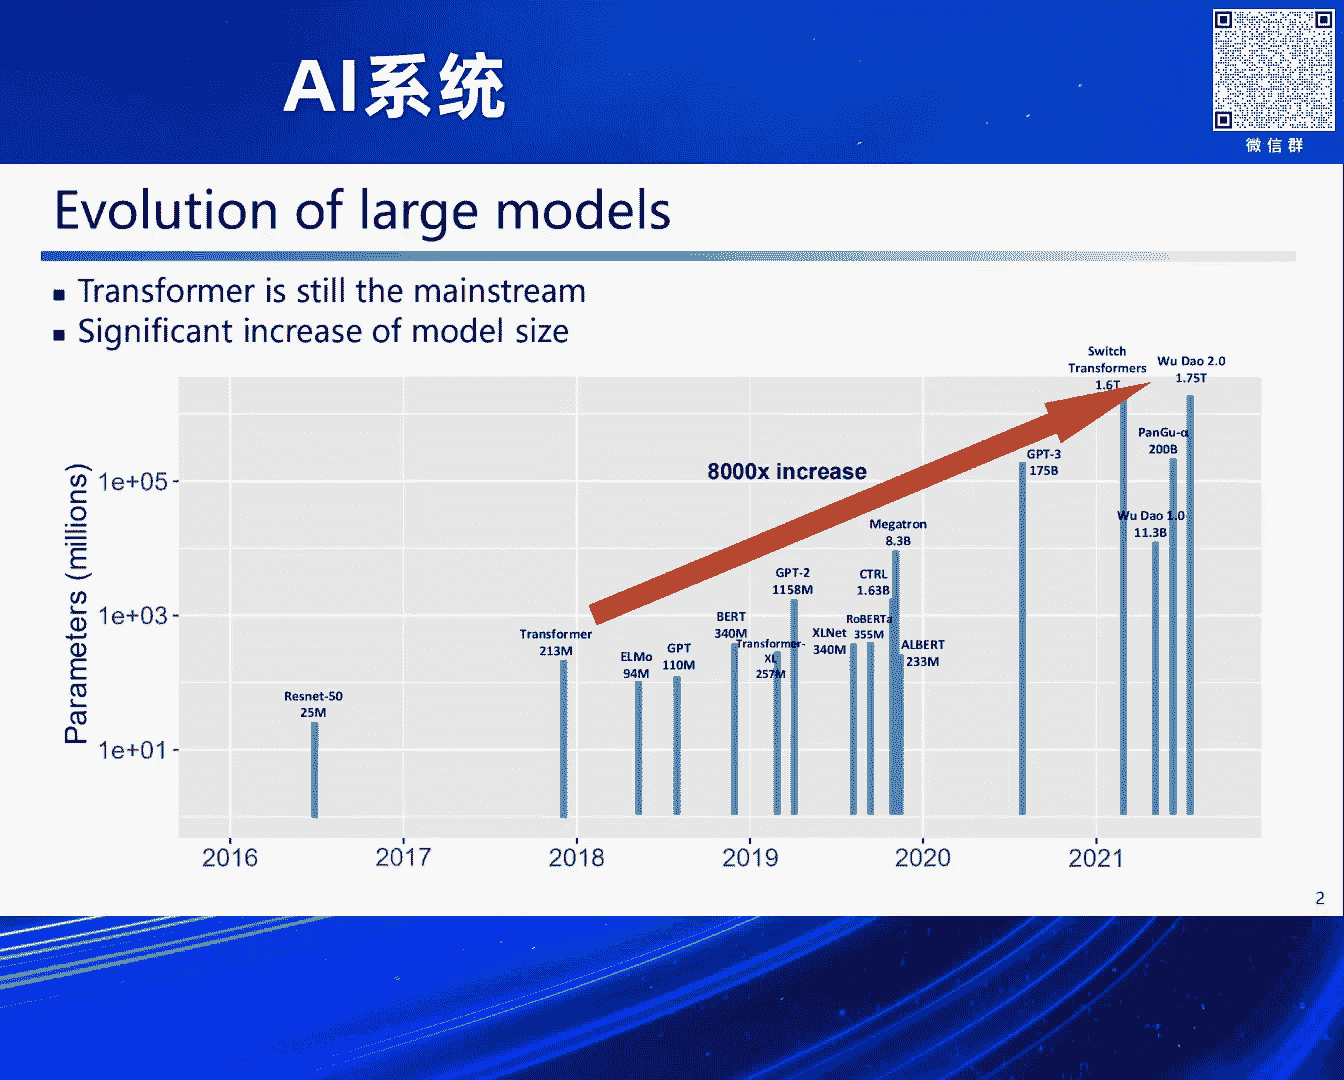 AI系统
微信群
Evolution of large models
Transformer is still the mainstream
Significant increase of model size
Switch
Transformers
1.6T
Wu Dao 2.0
1.75T
PanGu-α
200B
GPT-3
175B
8000x increase
Wu Dao 1.0
11.3B
Megatron
8.3B
GPT-2
1158M
CTRL
1.63B
BERT
340M
RoBERTa
355M
Transformer
213M
Transformer-
XL
257M
XLNet
340M
ALBERT
233M
ELMo
94M
GPT
110M
Resnet-50
25M
Parameters (millions)
1e+05
1e+03
1e+01
2016
2017
2018
2019
2020
2021
2